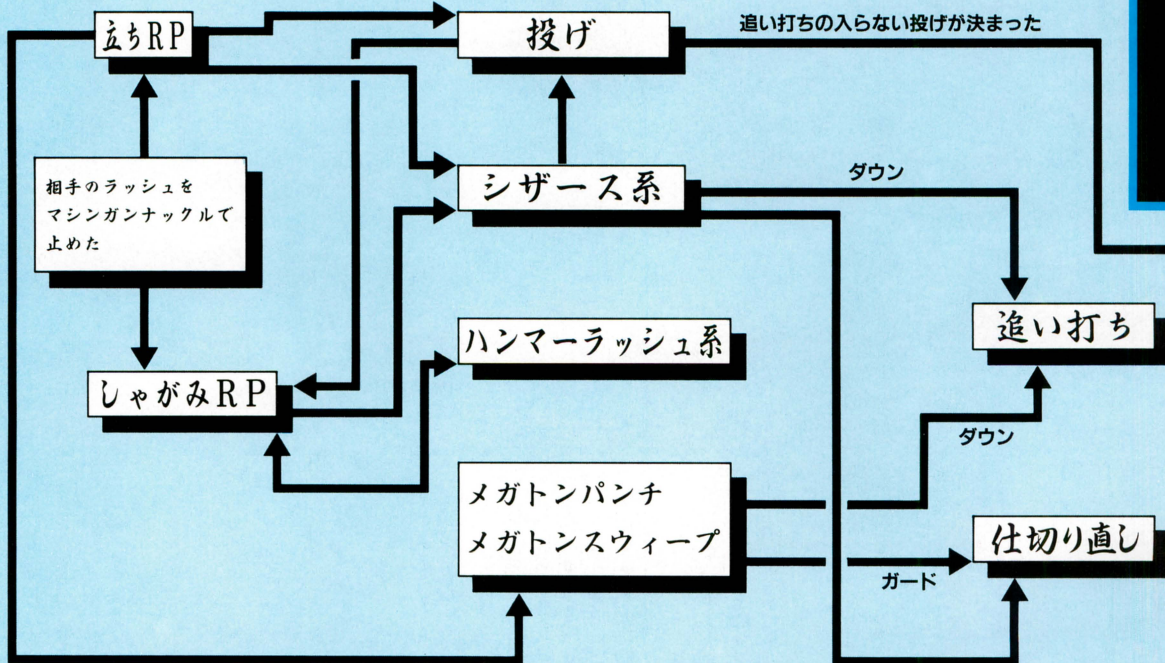 立ちRP
投げ
追い打ちの入らない投げが決まった
相手のラッシュを
マシンガンナックルで
止めた
シザース系
ダウン
追い打ち
ハンマーラッシュ系
しゃがみRP
ダウン
メガトンパンチ
メガトンスウィープ
仕切り直し
ガード